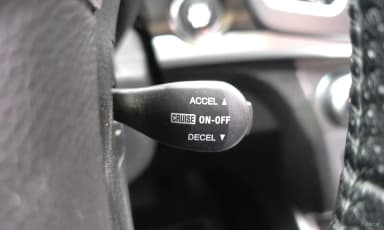 ACCEL ▲
CRUISE ON-OFF
DECEL ▼